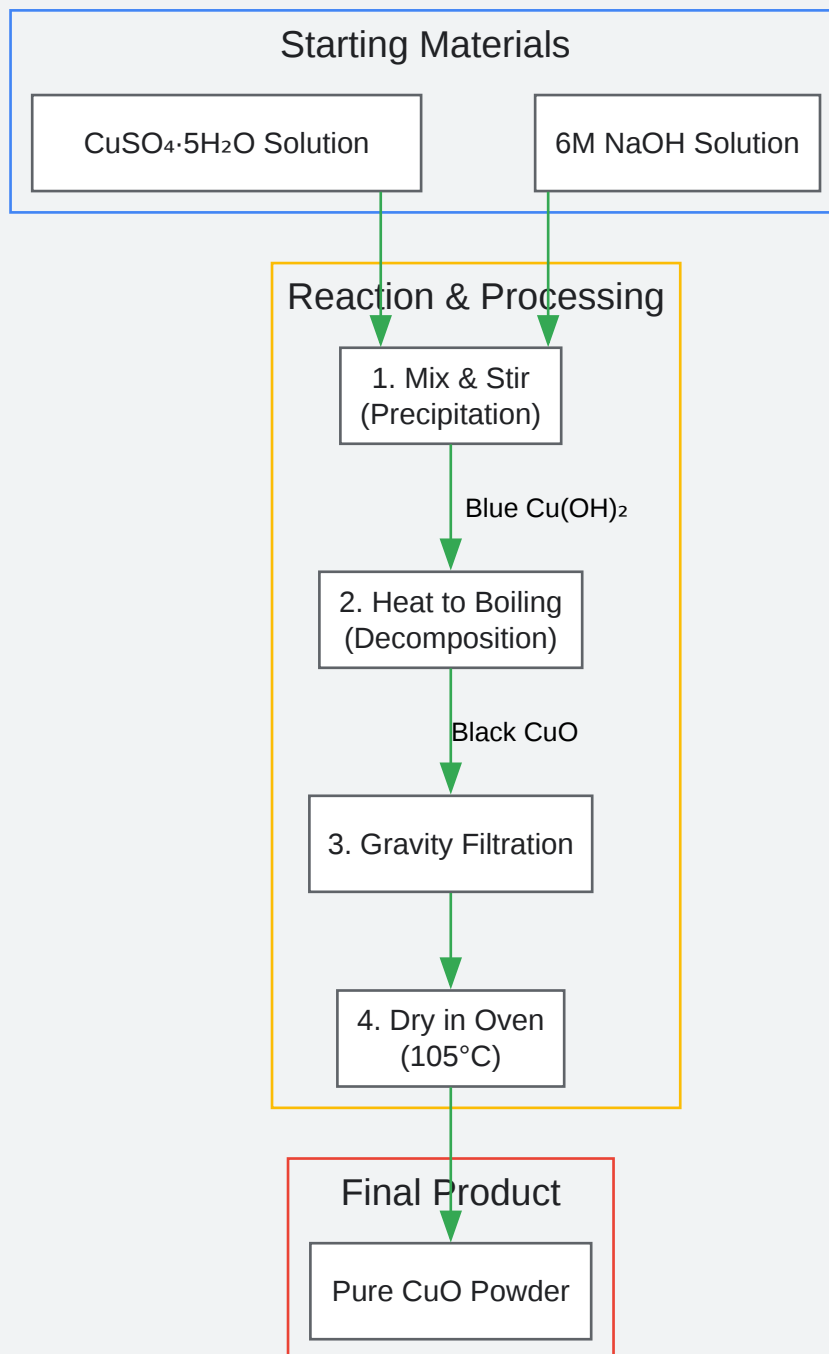 Starting Materials
CuSO₄·5H₂O Solution
6M NaOH Solution
Reaction & Processing
1. Mix & Stir
(Precipitation)
Blue Cu(OH)₂
2. Heat to Boiling
(Decomposition)
Black CuO
3. Gravity Filtration
4. Dry in Oven
(105°C)
Final Product
Pure CuO Powder